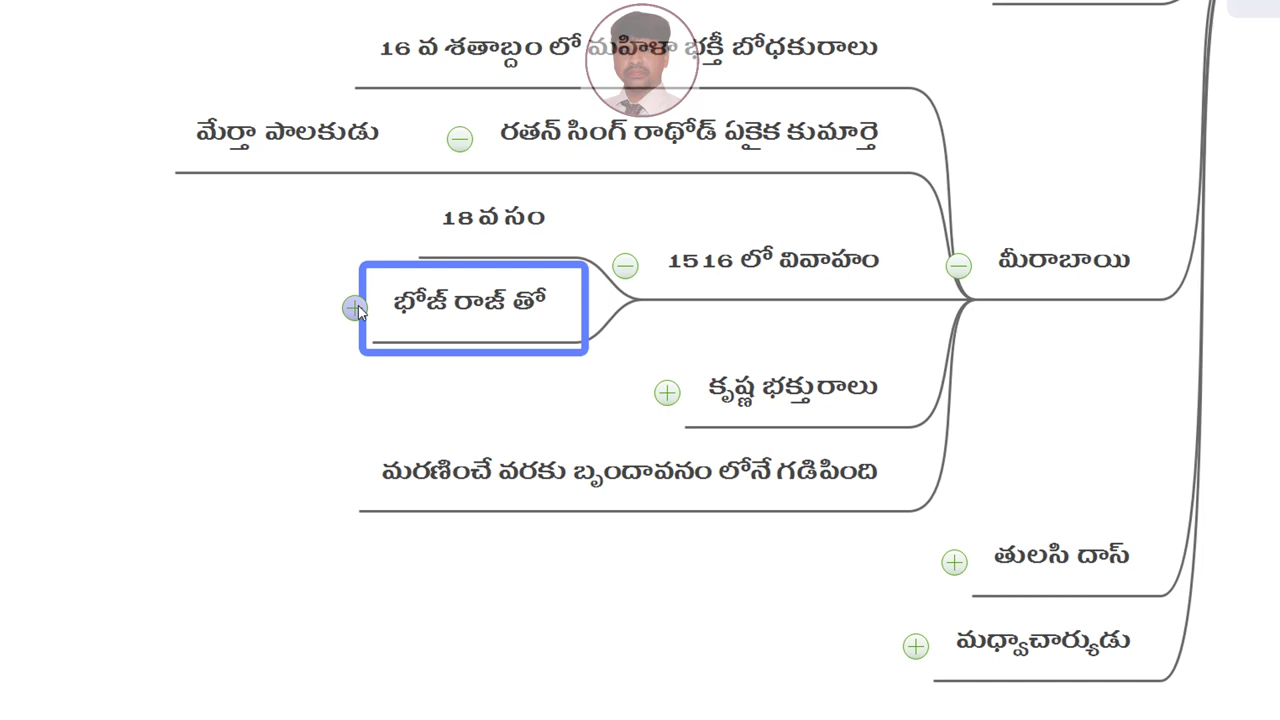 16 వ శతాబ్దం లో మహిళా భక్తీ బోధకురాలు
మేర్తా పాలకుడు
రతన్ సింగ్ రాథోడ్ ఏకైక కుమార్తె
18 వ సం
1516 లో వివాహం
మీరాబాయి
భోజ్ రాజ్ తో
కృష్ణ భక్తురాలు
మరణించే వరకు బృందావనం లోనే గడిపింది
తులసి దాస్
మధ్వాచార్యుడు